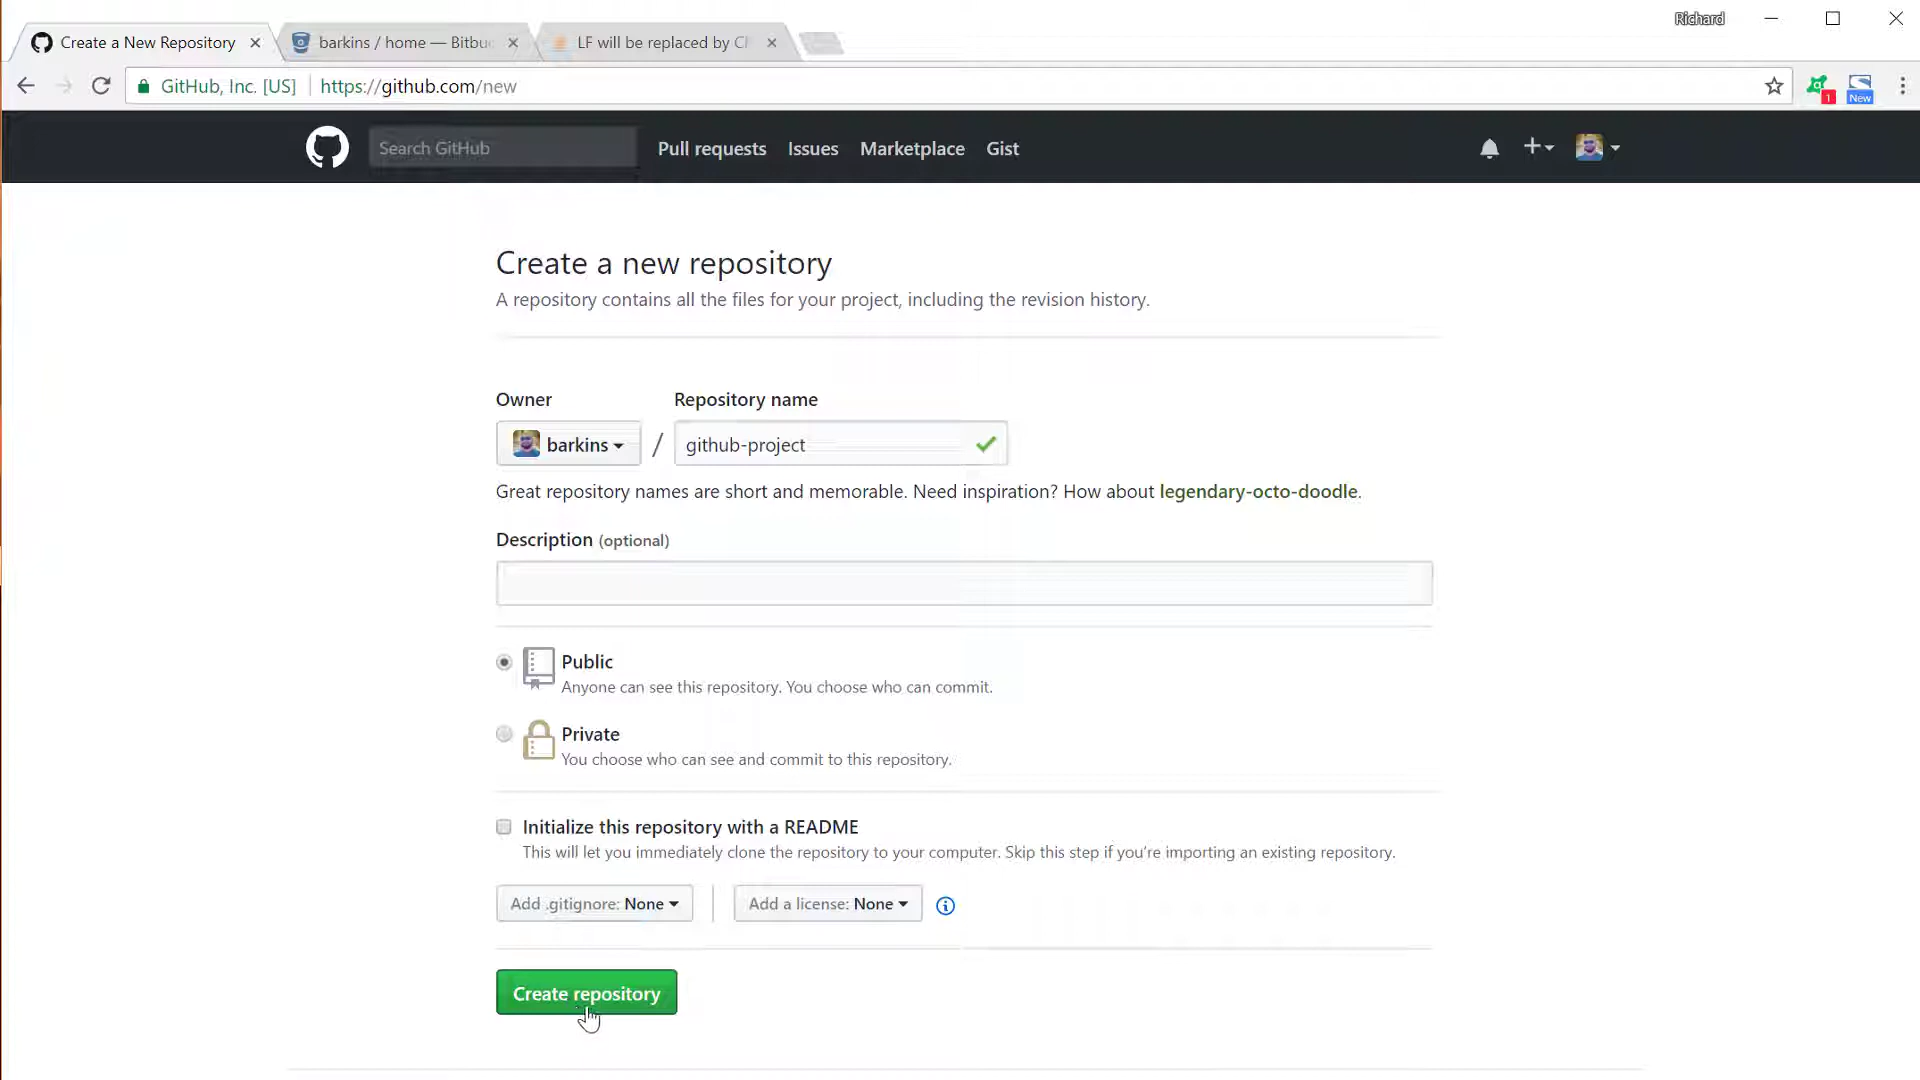 Richard
Create a New Repository
barkins / home — Bitbuc
LF will be replaced by C
GitHub, Inc. [US]
https://github.com/new
1
New
Search GitHub
Pull requests
Issues
Marketplace
Gist
Create a new repository
A repository contains all the files for your project, including the revision history.
Owner
Repository name
barkins
/
github-project
Great repository names are short and memorable. Need inspiration? How about legendary-octo-doodle.
Description (optional)
Public
Anyone can see this repository. You choose who can commit.
Private
You choose who can see and commit to this repository.
Initialize this repository with a README
This will let you immediately clone the repository to your computer. Skip this step if you’re importing an existing repository.
Add .gitignore: None
Add a license: None
Create repository